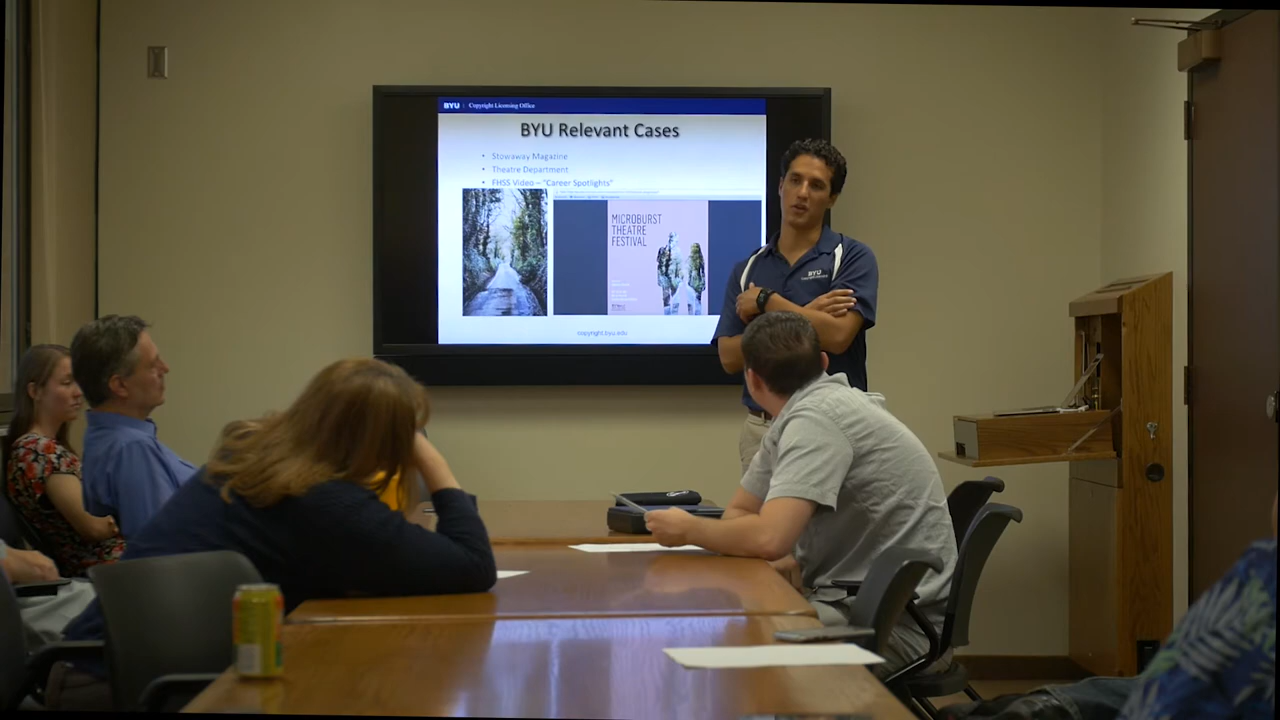 BYU Copyright Licensing Office
BYU Relevant Cases
• Stowaway Magazine
• Theatre Department
• FHSS Video – "Career Spotlights"
MICROBURST
THEATRE
FESTIVAL
copyright.byu.edu
BYU